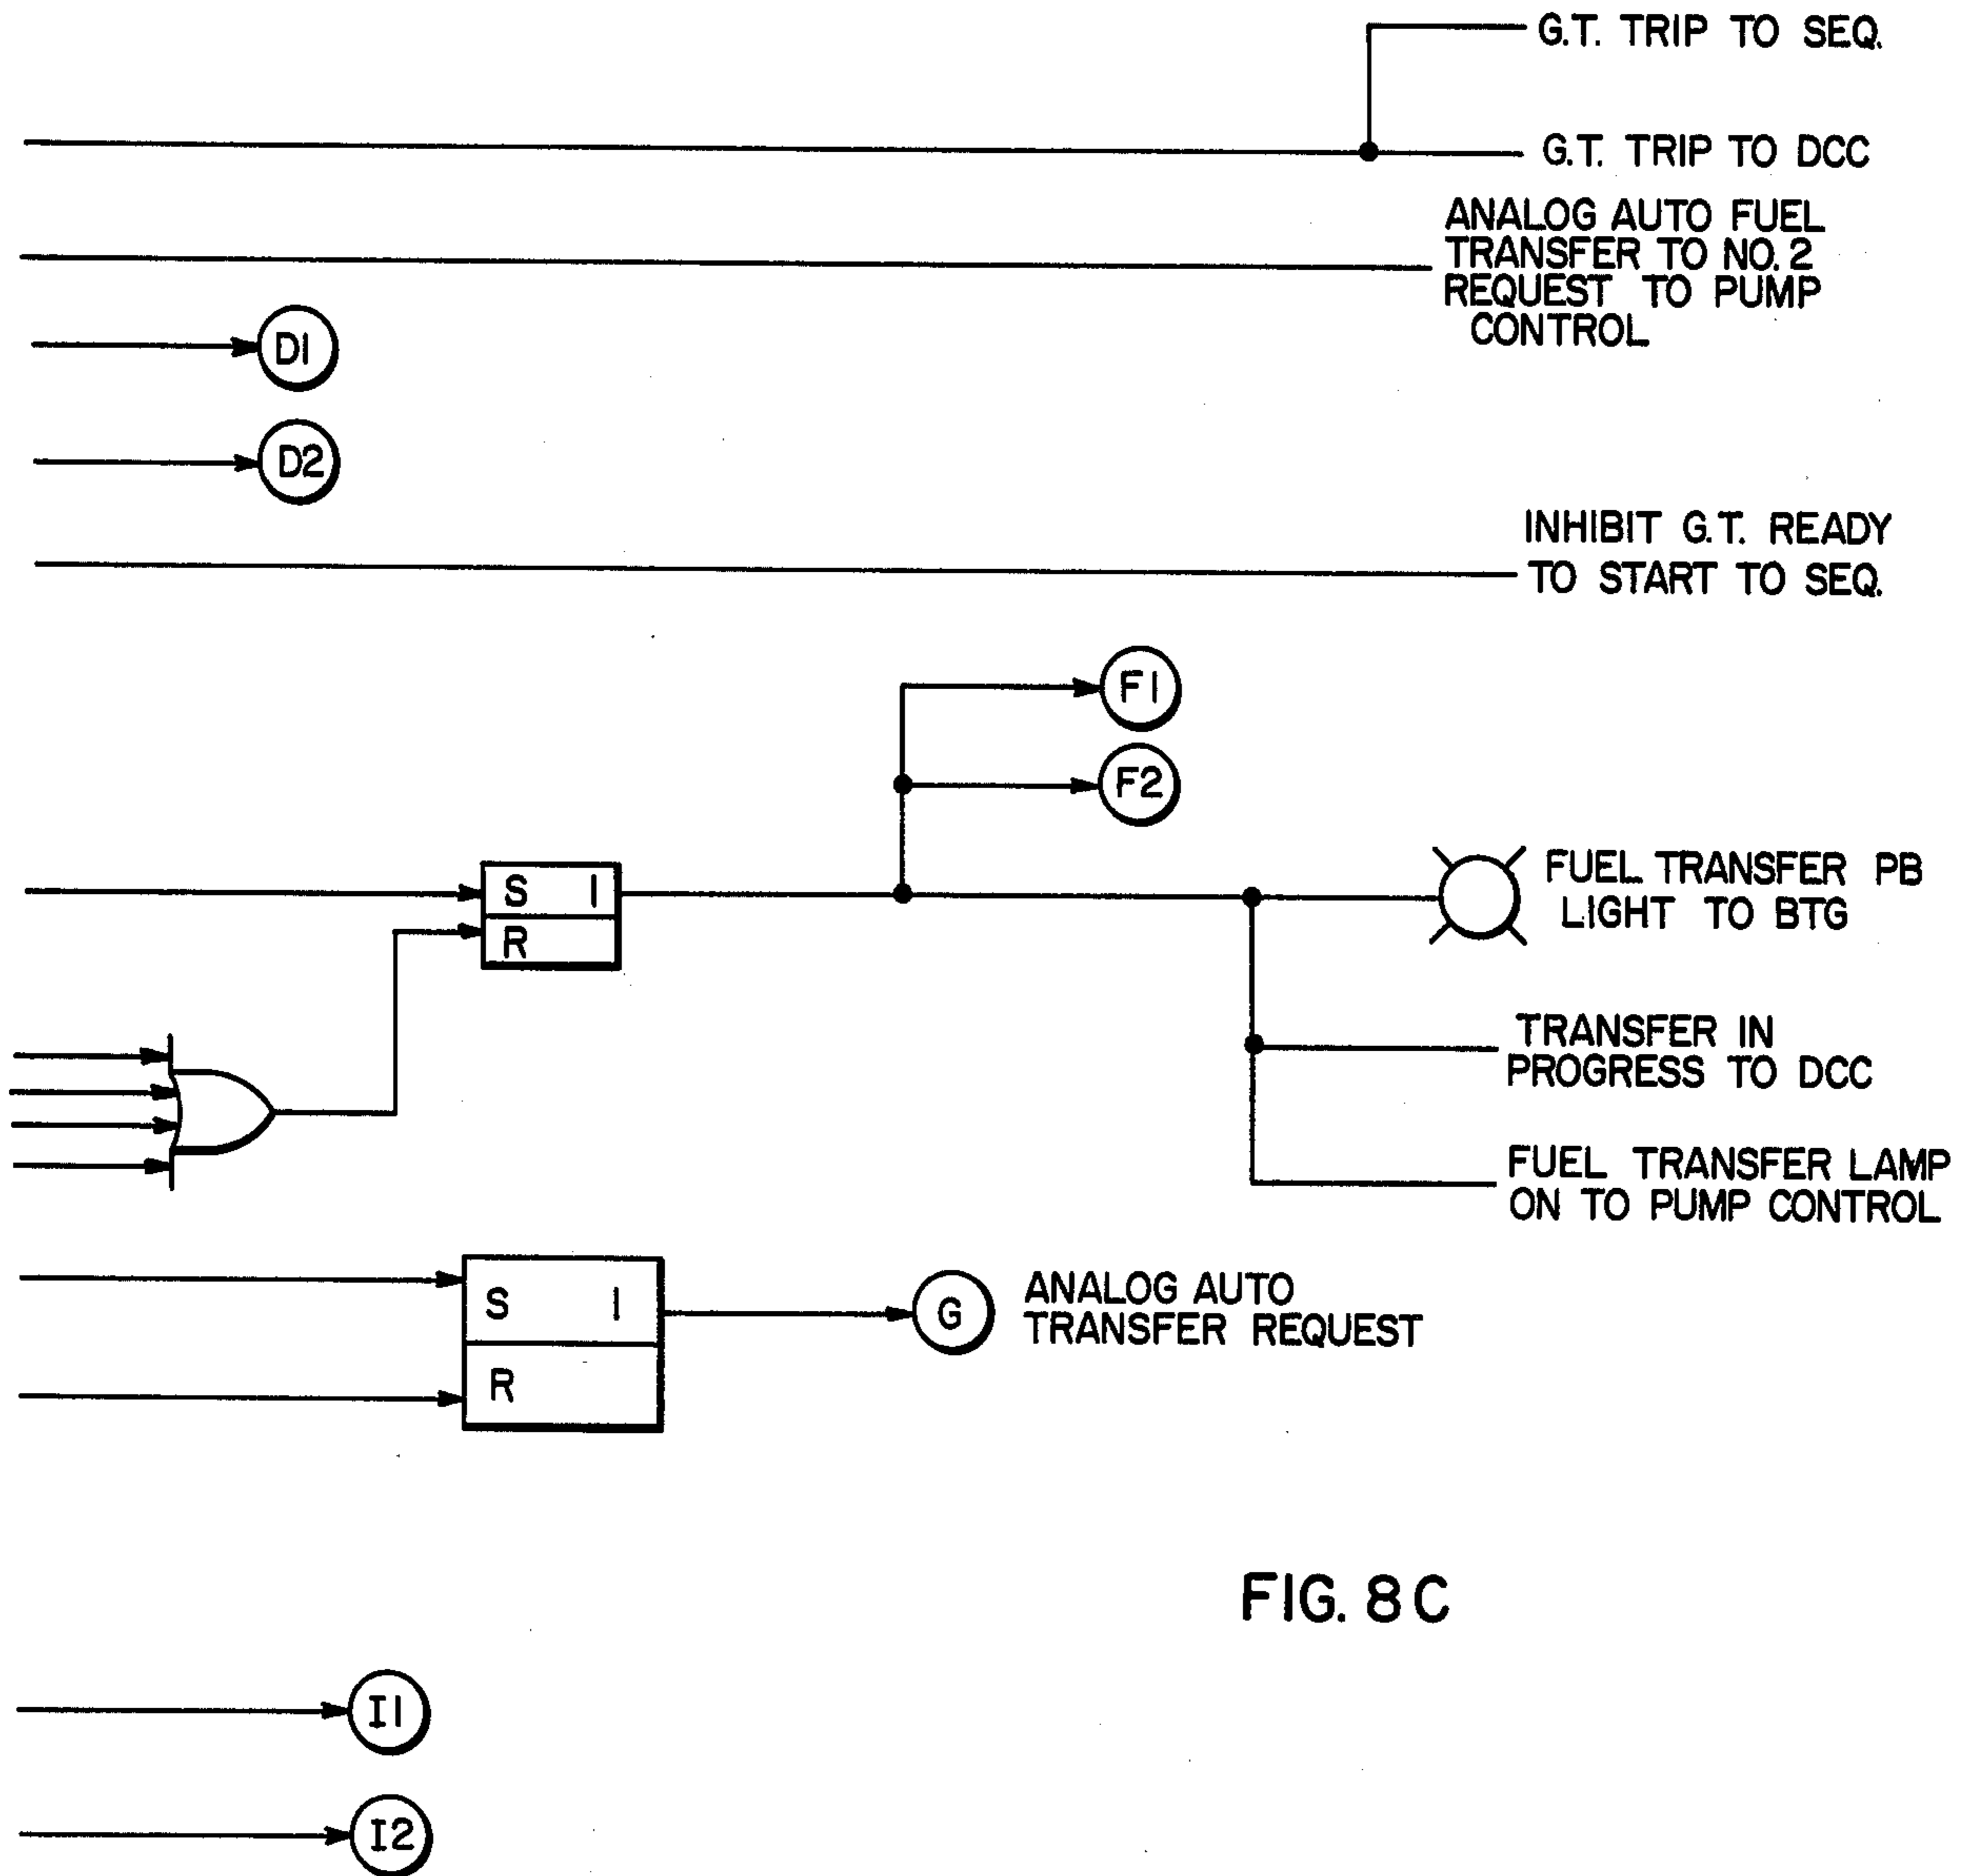 G.T. TRIP TO SEQ.
G.T. TRIP TO DCC
ANALOG AUTO FUEL
TRANSFER TO NO. 2
REQUEST TO PUMP
CONTROL
D1
D2
INHIBIT G.T. READY
TO START TO SEQ.
F1
F2
S 1
R
FUEL TRANSFER PB
LIGHT TO BTG
TRANSFER IN
PROGRESS TO DCC
FUEL TRANSFER LAMP
ON TO PUMP CONTROL
S 1
R
G
ANALOG AUTO
TRANSFER REQUEST
FIG. 8C
I1
I2